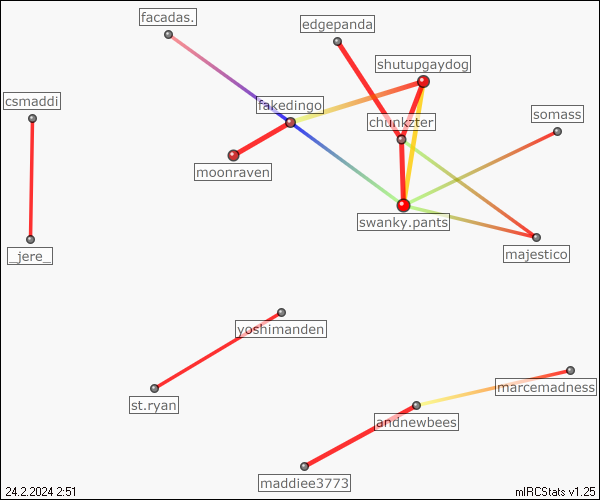 facadas.
edgepanda
shutupgaydog
csmaddi
fakedingo
somass
chunkzter
moonraven
swanky.pants
_jere_
majestico
yoshimanden
marcemadness
st.ryan
andnewbees
maddiee3773
24.2.2024 2:51
mIRCStats v1.25